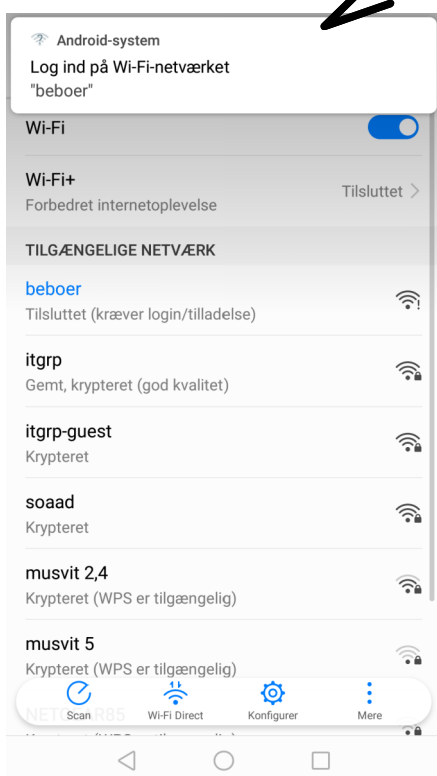 Android-system
Log ind på Wi-Fi-netværket
"beboer"
Wi-Fi
Wi-Fi+
Tilsluttet
Forbedret internetoplevelse
TILGÆNGELIGE NETVÆRK
beboer
Tilsluttet (kræver login/tilladelse)
itgrp
Gemt, krypteret (god kvalitet)
itgrp-guest
Krypteret
soaad
Krypteret
musvit 2,4
Krypteret (WPS er tilgængelig)
musvit 5
Krypteret (WPS er tilgængelig)
Scan
Wi-Fi Direct
Konfigurer
Mere